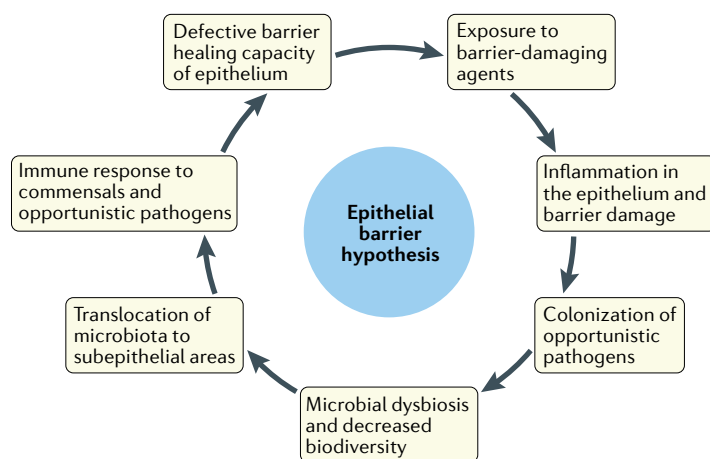 Defective barrier
healing capacity
of epithelium
Exposure to
barrier-damaging
agents
Inflammation in
the epithelium and
barrier damage
Colonization of
opportunistic
pathogens
Microbial dysbiosis
and decreased
biodiversity
Translocation of
microbiota to
subepithelial areas
Immune response to
commensals and
opportunistic pathogens
Epithelial
barrier
hypothesis